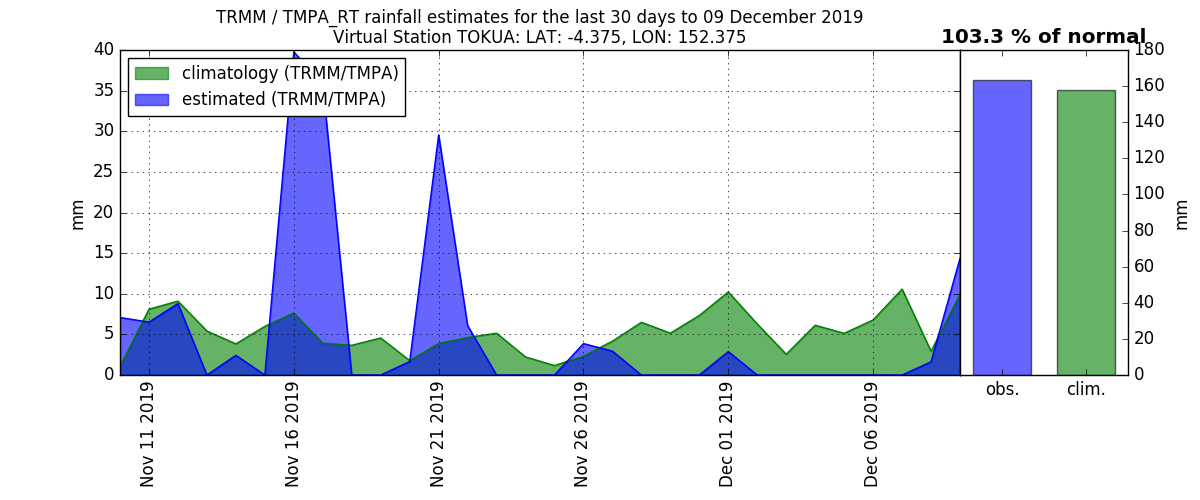 TRMM / TMPA_RT rainfall estimates for the last 30 days to 09 December 2019
Virtual Station TOKUA: LAT: -4.375, LON: 152.375
103.3 % of normal
climatology (TRMM/TMPA)
estimated (TRMM/TMPA)
mm
40
35
30
25
20
15
10
5
0
Nov 11 2019
Nov 16 2019
Nov 21 2019
Nov 26 2019
Dec 01 2019
Dec 06 2019
obs.
clim.
180
160
140
120
100
80
60
40
20
0
mm